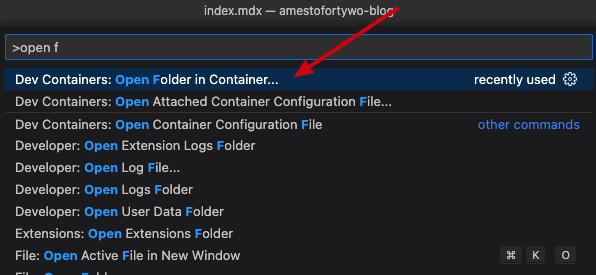 index.mdx — amestofortywo-blog
>open f
Dev Containers: Open Folder in Container... recently used
Dev Containers: Open Attached Container Configuration File...
Dev Containers: Open Container Configuration File other commands
Developer: Open Extension Logs Folder
Developer: Open Log File...
Developer: Open Logs Folder
Developer: Open User Data Folder
Extensions: Open Extensions Folder
File: Open Active File in New Window ⌘ K O